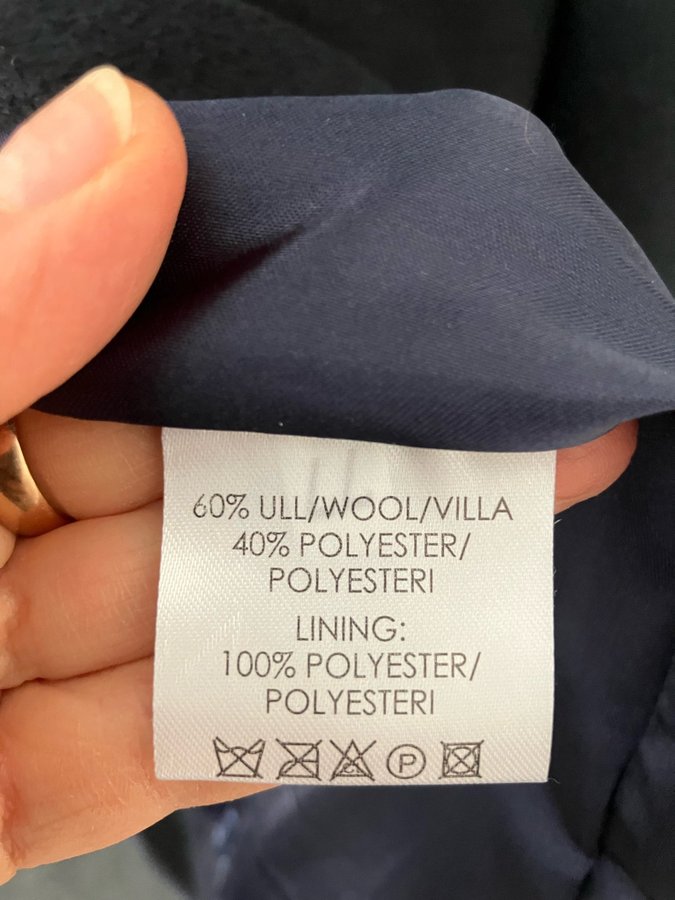 60% ULL/WOOL/VILLA
40% POLYESTER/
POLYESTERI
LINING:
100% POLYESTER/
POLYESTERI
P